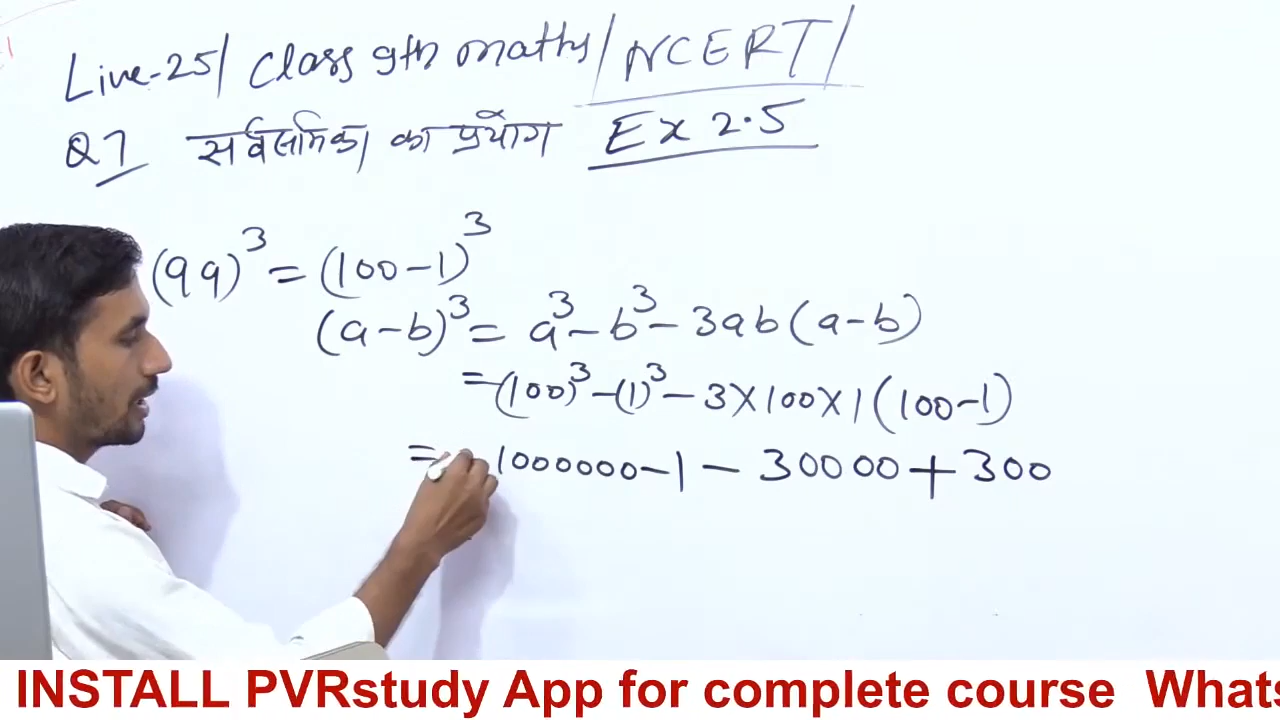 Live-25/ Class 9th maths/NCERT/
Q7 सर्वसमिका का प्रयोग Ex 2.5
(99)³ = (100-1)³
(a-b)³ = a³-b³-3ab(a-b)
=(100)³-(1)³-3×100×1(100-1)
= 1000000-1-30000+300
INSTALL PVRstudy App for complete course Whats